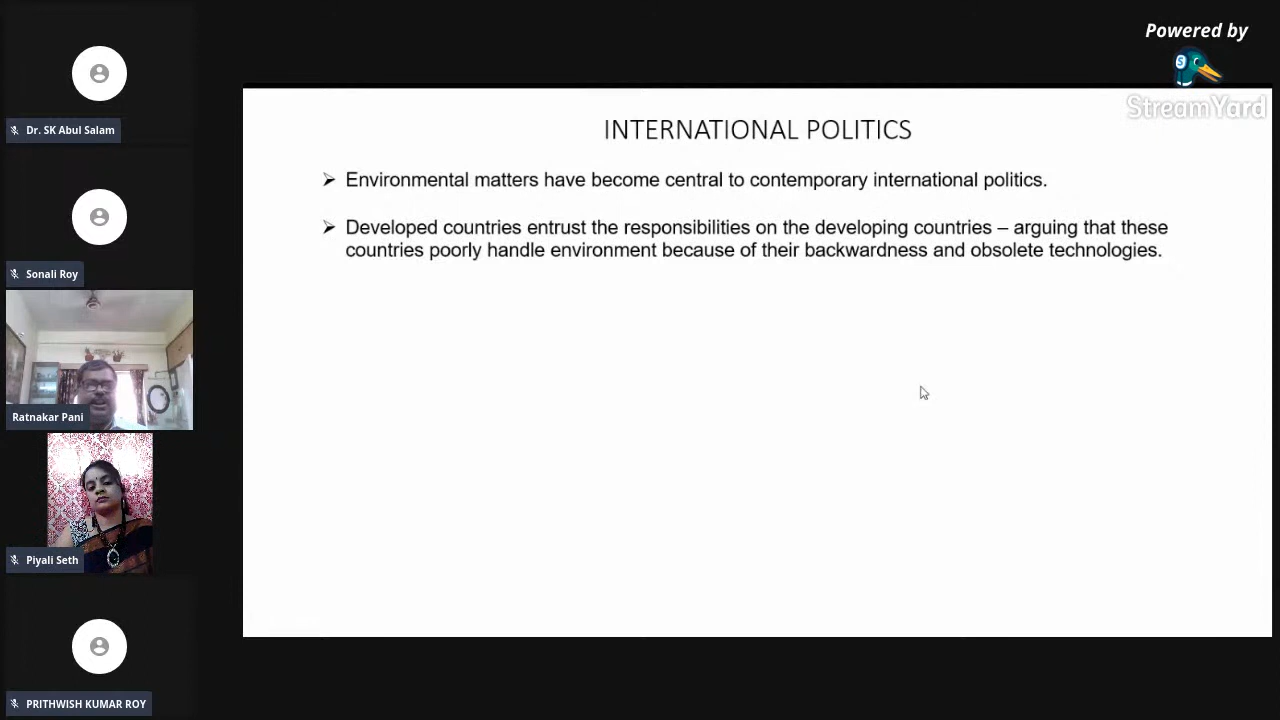 Powered by
StreamYard
Dr. SK Abul Salam
Sonali Roy
Ratnakar Pani
Piyali Seth
PRITHWISH KUMAR ROY
INTERNATIONAL POLITICS
➢ Environmental matters have become central to contemporary international politics.
➢ Developed countries entrust the responsibilities on the developing countries – arguing that these
countries poorly handle environment because of their backwardness and obsolete technologies.